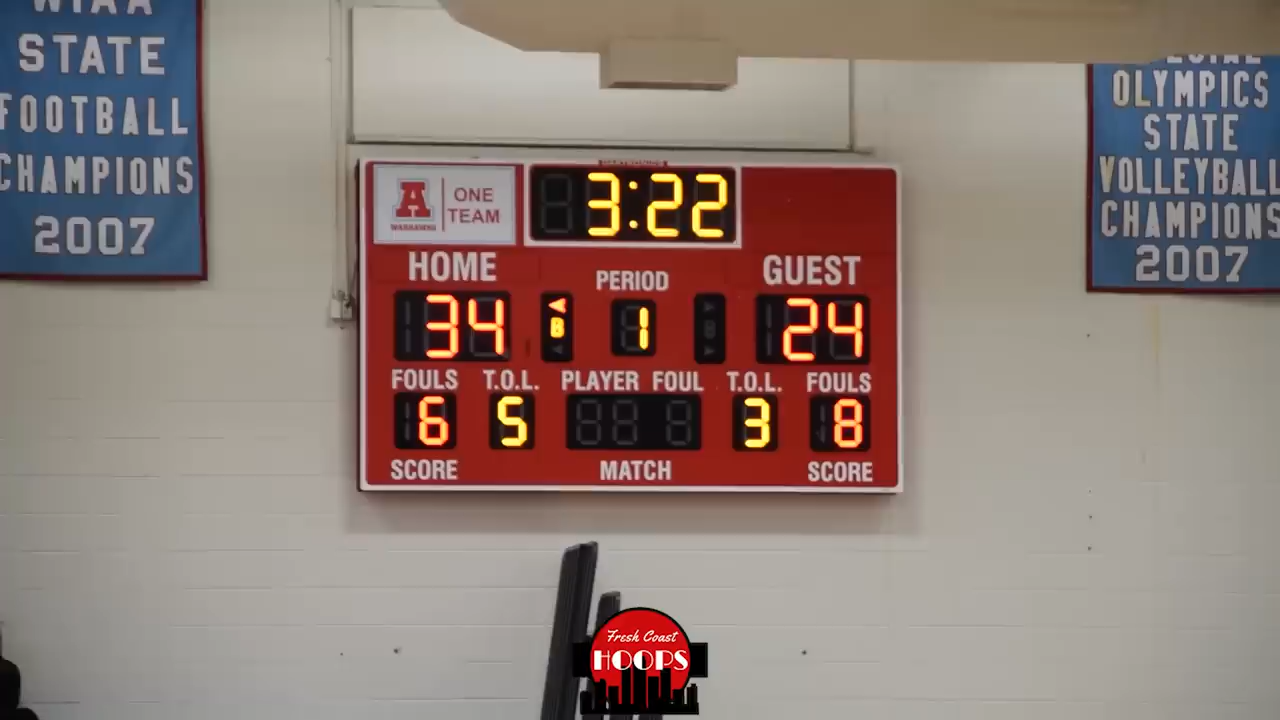 WIAA
STATE
FOOTBALL
CHAMPIONS
2007
OLYMPICS
STATE
VOLLEYBALL
CHAMPIONS
2007
A
WARHAWKS
ONE
TEAM
3:22
HOME
PERIOD
GUEST
34
B
1
24
FOULS T.O.L. PLAYER FOUL T.O.L. FOULS
6 5 3 8
SCORE MATCH SCORE
Fresh Coast
HOOPS